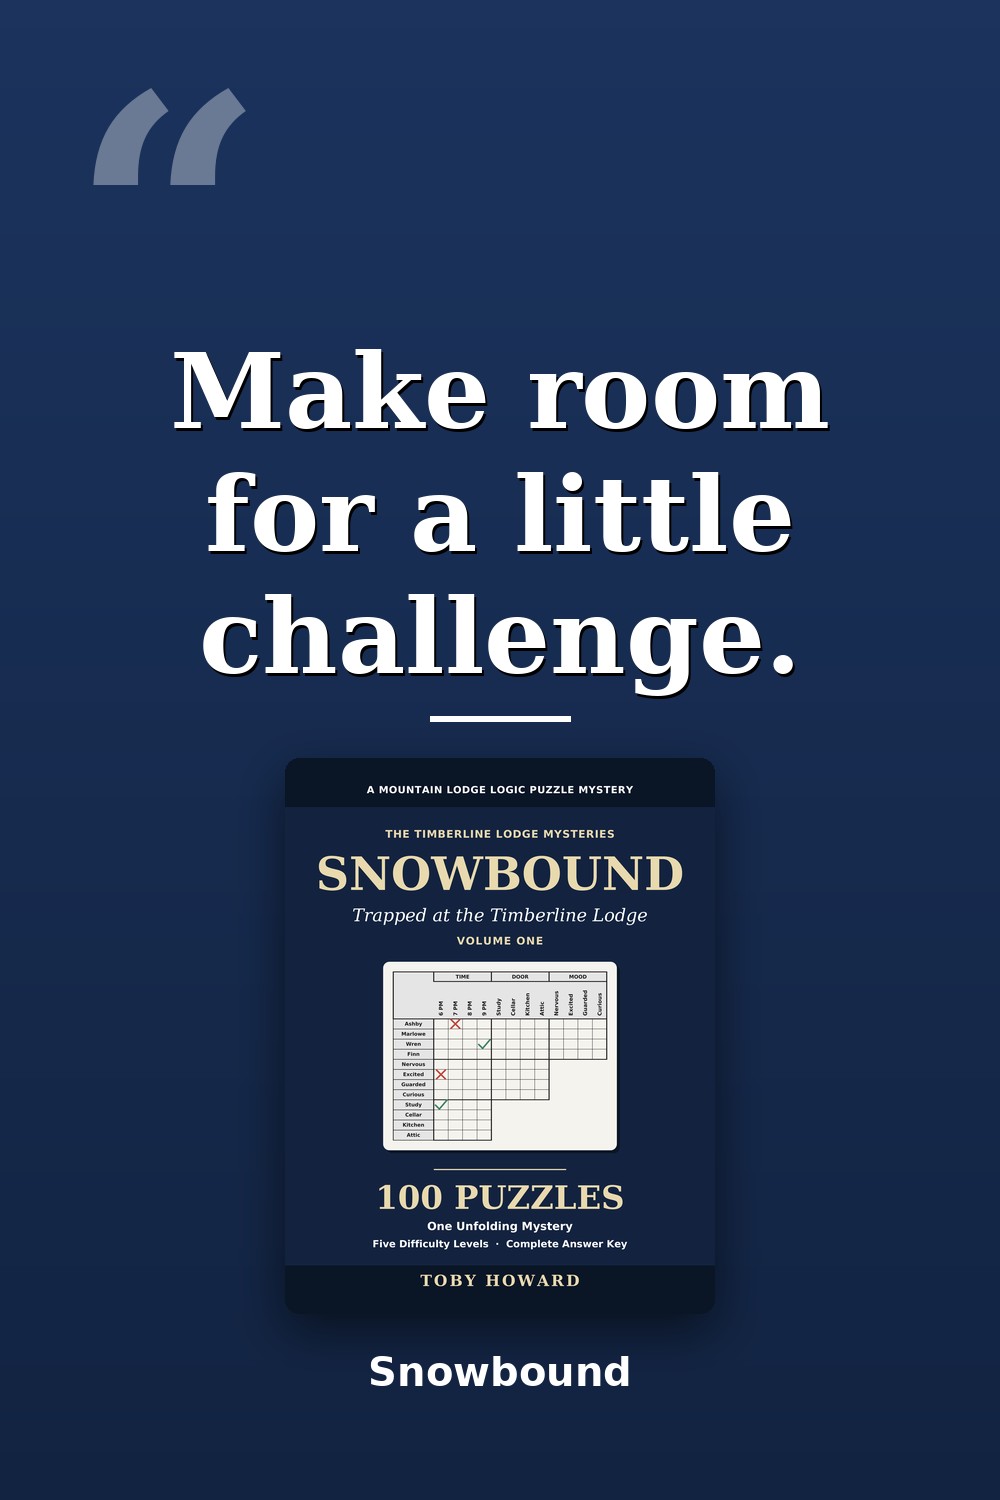 “
Make room
for a little
challenge.
A MOUNTAIN LODGE LOGIC PUZZLE MYSTERY
THE TIMBERLINE LODGE MYSTERIES
SNOWBOUND
Trapped at the Timberline Lodge
VOLUME ONE
TIME DOOR MOOD
6 PM 7 PM 8 PM 9 PM Study Cellar Kitchen Attic Nervous Excited Guarded Curious
Ashby
Marlowe
Wren
Finn
Nervous
Excited
Guarded
Curious
Study
Cellar
Kitchen
Attic
100 PUZZLES
One Unfolding Mystery
Five Difficulty Levels · Complete Answer Key
TOBY HOWARD
Snowbound